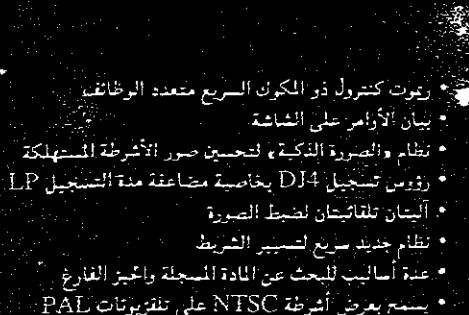 • ريموت كنترول ذو المكوك السريع متعدد الوظائف
• بيان الأوامر على الشاشة
• نظام «الصورة الذكية» لتحسين صور الأشرطة المستهلكة
• رؤوس تسجيل DJ4 بخاصية مضاعفة مدة التسجيل LP
• آليتان تلقائيتان لضبط الصورة
• نظام جديد سريع لتسيير الشريط
• عدة أساليب للبحث عن المادة المسجلة والحيز الفارغ
• يسمح بعرض أشرطة NTSC على تلفزيونات PAL